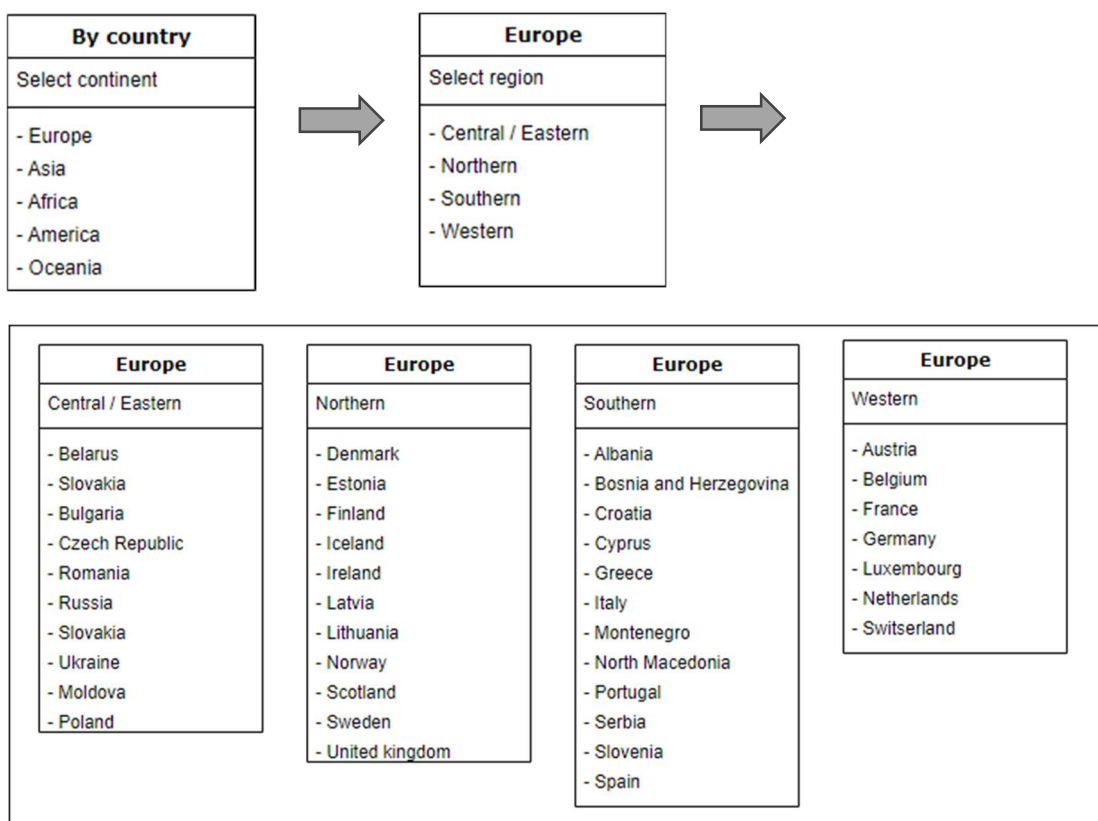 By country
Select continent
- Europe
- Asia
- Africa
- America
- Oceania
Europe
Select region
- Central / Eastern
- Northern
- Southern
- Western
Europe
Central / Eastern
- Belarus
- Slovakia
- Bulgaria
- Czech Republic
- Romania
- Russia
- Slovakia
- Ukraine
- Moldova
- Poland
Europe
Northern
- Denmark
- Estonia
- Finland
- Iceland
- Ireland
- Latvia
- Lithuania
- Norway
- Scotland
- Sweden
- United kingdom
Europe
Southern
- Albania
- Bosnia and Herzegovina
- Croatia
- Cyprus
- Greece
- Italy
- Montenegro
- North Macedonia
- Portugal
- Serbia
- Slovenia
- Spain
Europe
Western
- Austria
- Belgium
- France
- Germany
- Luxembourg
- Netherlands
- Switserland